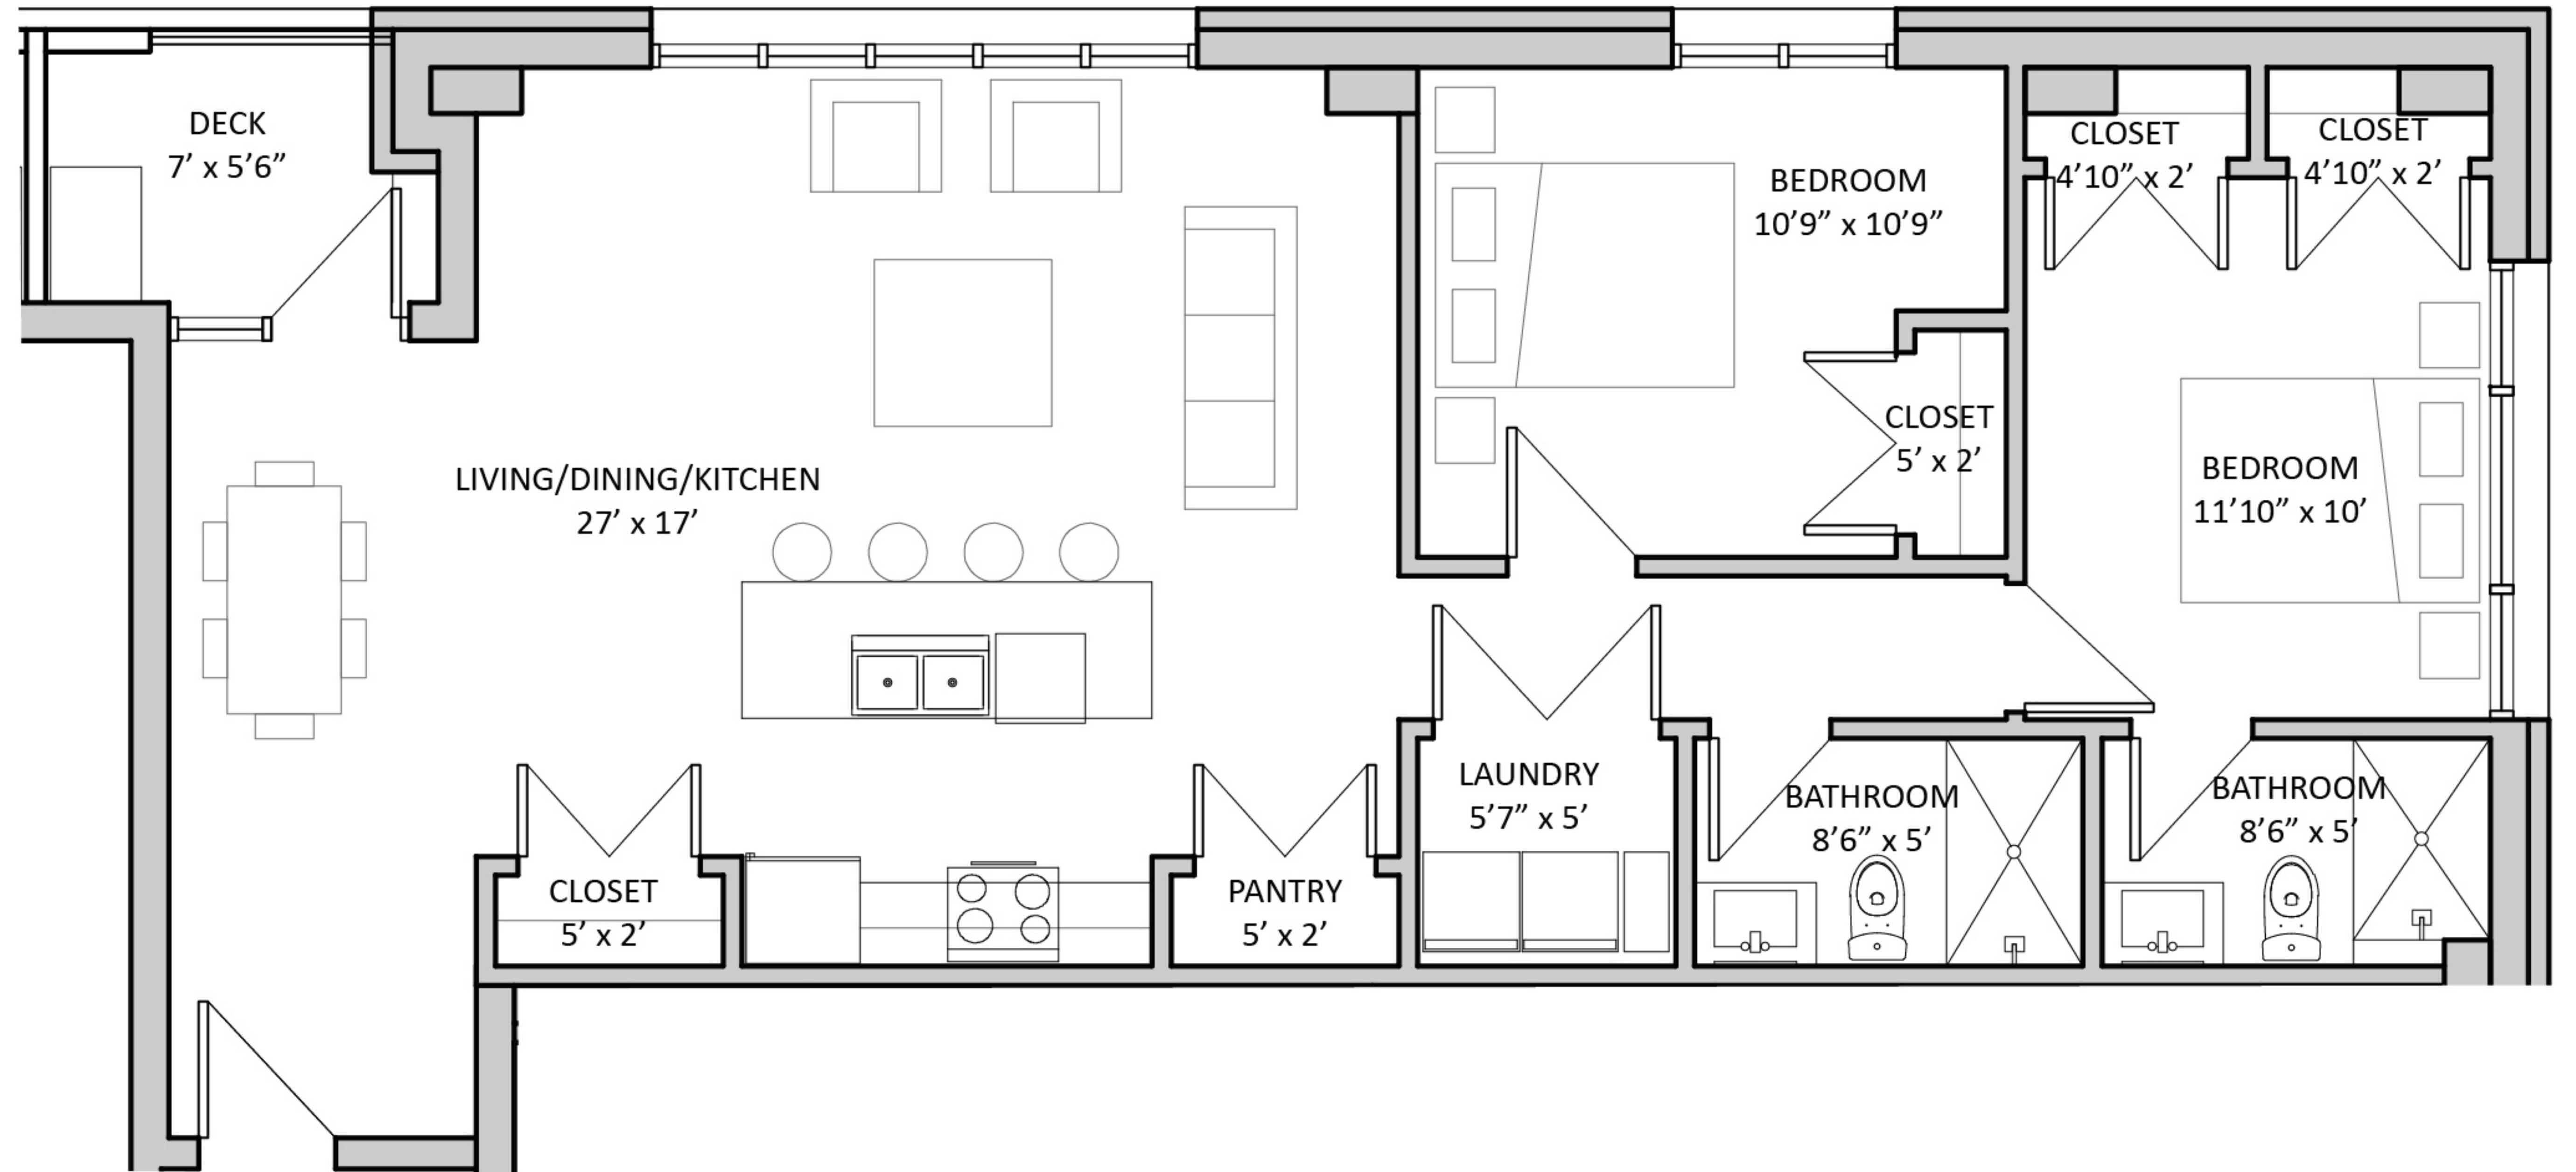 DECK
7’ x 5’6”
CLOSET
4’10” x 2’
CLOSET
4’10” x 2’
BEDROOM
10’9” x 10’9”
CLOSET
5’ x 2’
BEDROOM
11’10” x 10’
LIVING/DINING/KITCHEN
27’ x 17’
LAUNDRY
5’7” x 5’
BATHROOM
8’6” x 5’
BATHROOM
8’6” x 5’
CLOSET
5’ x 2’
PANTRY
5’ x 2’